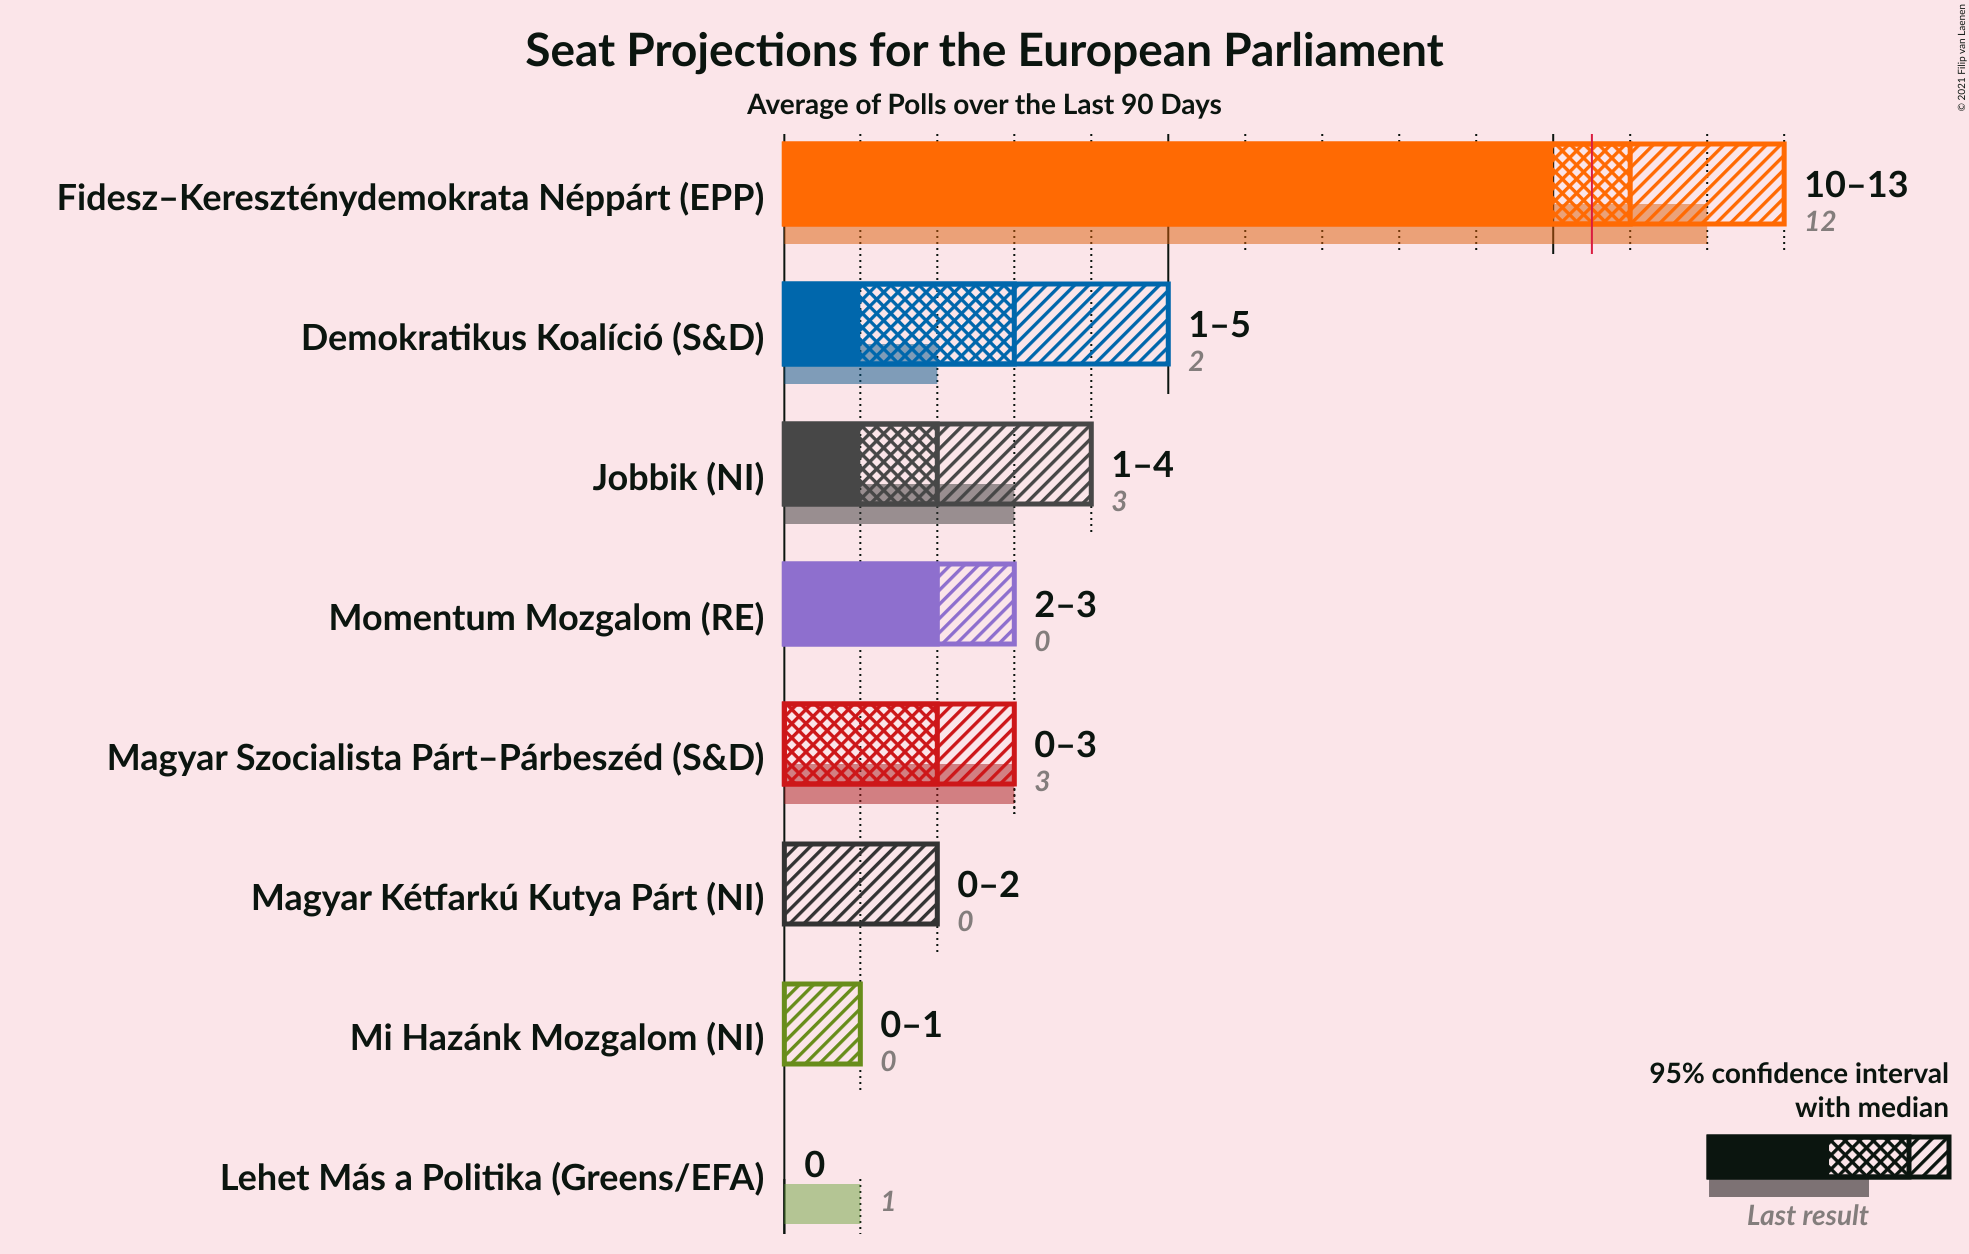 Seat Projections for the European Parliament
Average of Polls over the Last 90 Days
© 2021 Filip van Laenen
Fidesz–Kereszténydemokrata Néppárt (EPP)
10–13
12
Demokratikus Koalíció (S&D)
1–5
2
Jobbik (NI)
1–4
3
Momentum Mozgalom (RE)
2–3
0
Magyar Szocialista Párt–Párbeszéd (S&D)
0–3
3
Magyar Kétfarkú Kutya Párt (NI)
0–2
0
Mi Hazánk Mozgalom (NI)
0–1
0
Lehet Más a Politika (Greens/EFA)
0
1
95% confidence interval
with median
Last result